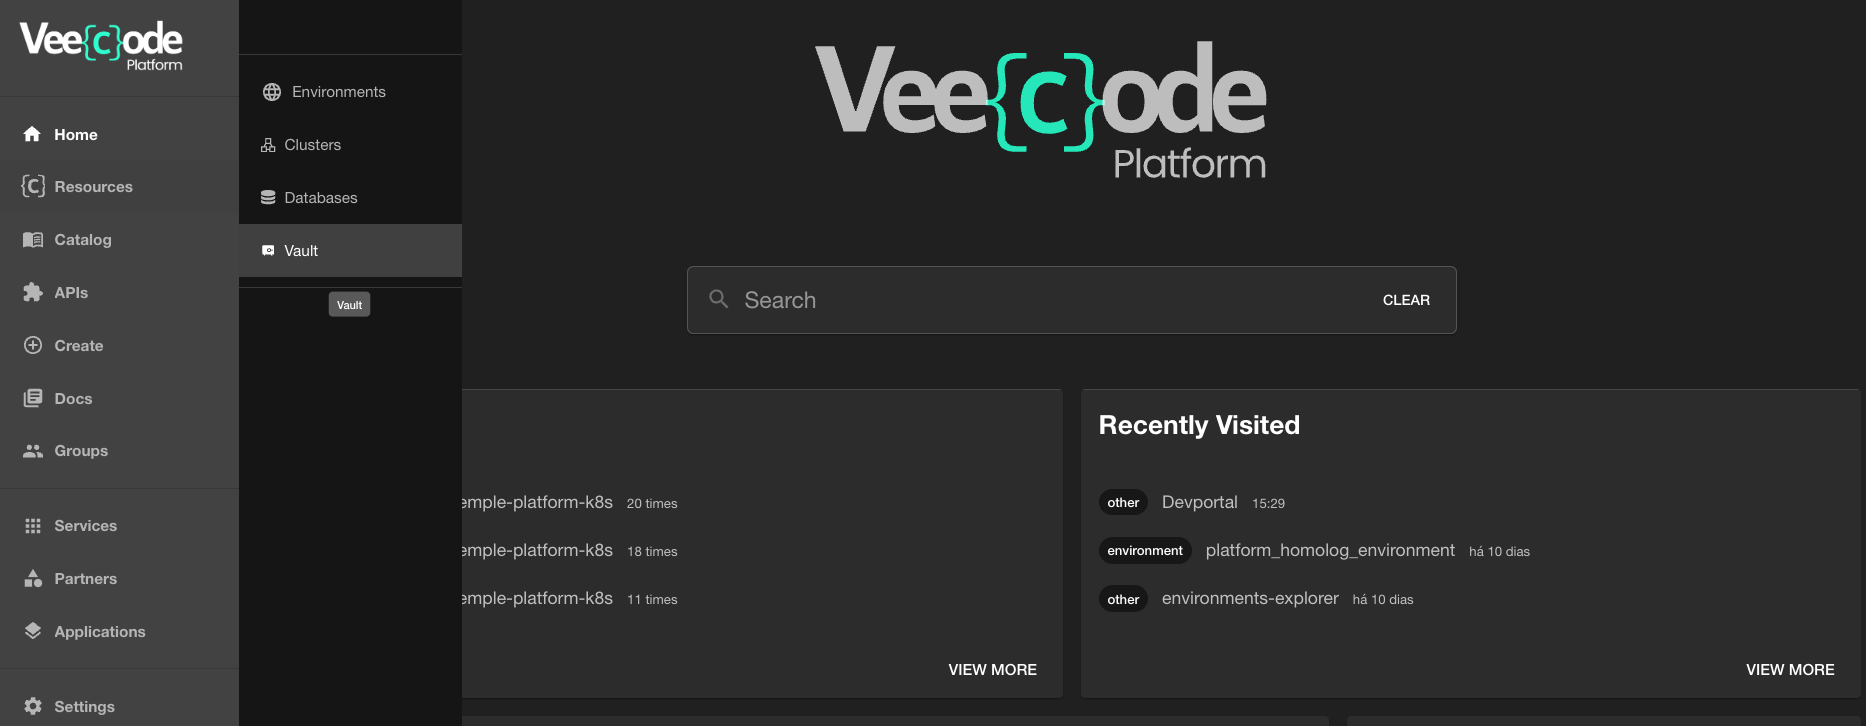 Vee{c}ode
Platform
Home
Resources
Catalog
APIs
Create
Docs
Groups
Services
Partners
Applications
Settings
Environments
Clusters
Databases
Vault
Vault
Vee{c}ode
Platform
Search
CLEAR
emple-platform-k8s 20 times
emple-platform-k8s 18 times
emple-platform-k8s 11 times
VIEW MORE
Recently Visited
other Devportal 15:29
environment platform_homolog_environment há 10 dias
other environments-explorer há 10 dias
VIEW MORE